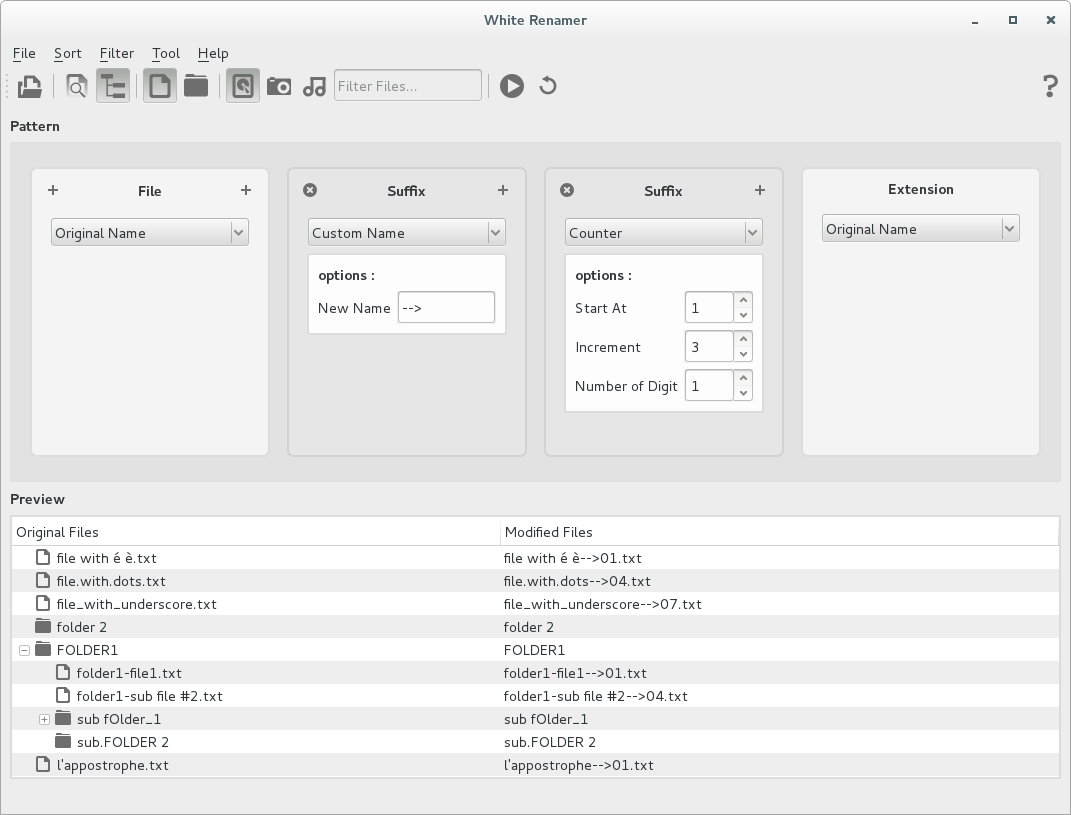 White Renamer
File Sort Filter Tool Help
Filter Files...
?
Pattern
File Suffix Suffix Extension
Original Name Custom Name Counter Original Name
options : options :
New Name --> Start At 1
Increment 3
Number of Digit 1
Preview
Original Files Modified Files
file with é è.txt file with é è-->01.txt
file.with.dots.txt file.with.dots-->04.txt
file_with_underscore.txt file_with_underscore-->07.txt
folder 2 folder 2
FOLDER1 FOLDER1
folder1-file1.txt folder1-file1-->01.txt
folder1-sub file #2.txt folder1-sub file #2-->04.txt
sub fOlder_1 sub fOlder_1
sub.FOLDER 2 sub.FOLDER 2
l'appostrophe.txt l'appostrophe-->01.txt